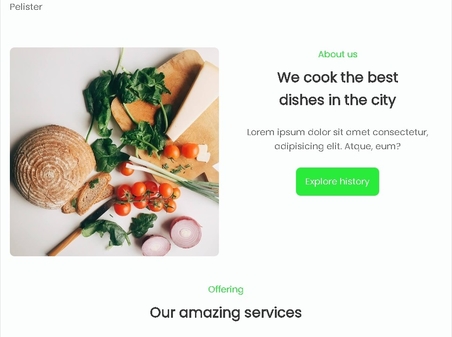 Pelister
About us
We cook the best
dishes in the city
Lorem ipsum dolor sit amet consectetur,
adipisicing elit. Atque, eum?
Explore history
Offering
Our amazing services